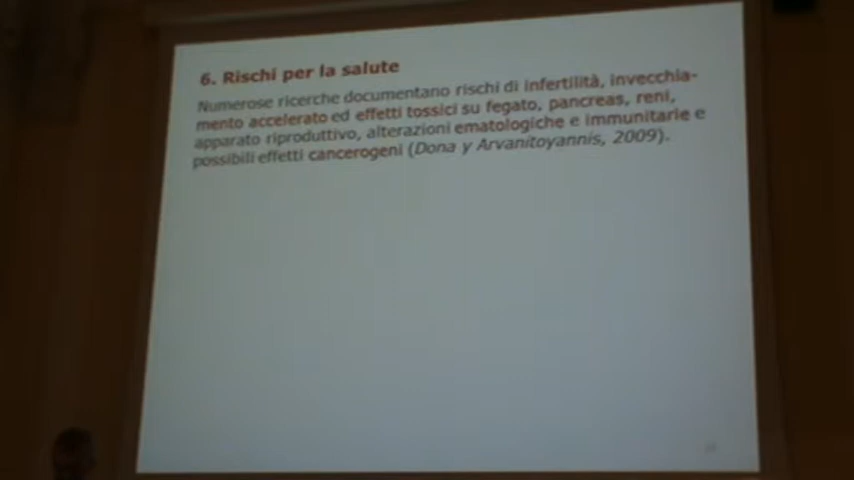 6. Rischi per la salute
Numerose ricerche documentano rischi di infertilità, invecchia-
mento accelerato ed effetti tossici su fegato, pancreas, reni,
apparato riproduttivo, alterazioni ematologiche e immunitarie e
possibili effetti cancerogeni (Dona y Arvanitoyannis, 2009).